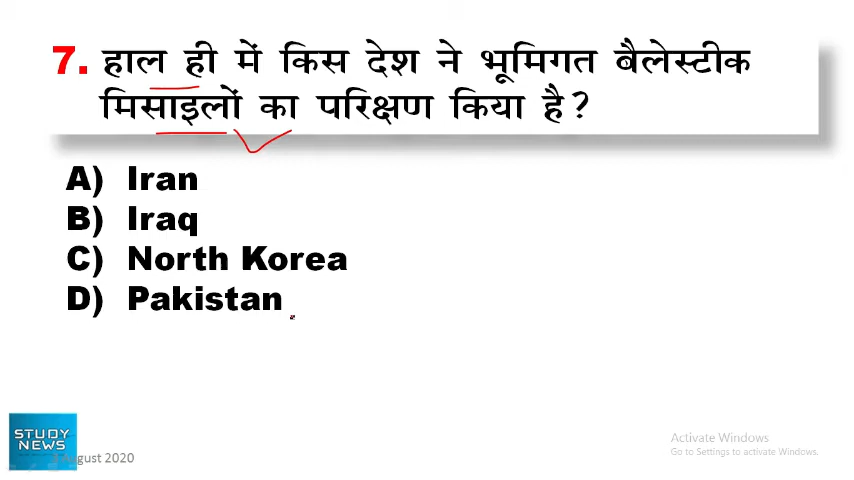 7. हाल ही में किस देश ने भूमिगत बैलेस्टीक
मिसाइलों का परिक्षण किया है?
A) Iran
B) Iraq
C) North Korea
D) Pakistan
STUDY
NEWS
August 2020
Activate Windows
Go to Settings to activate Windows.